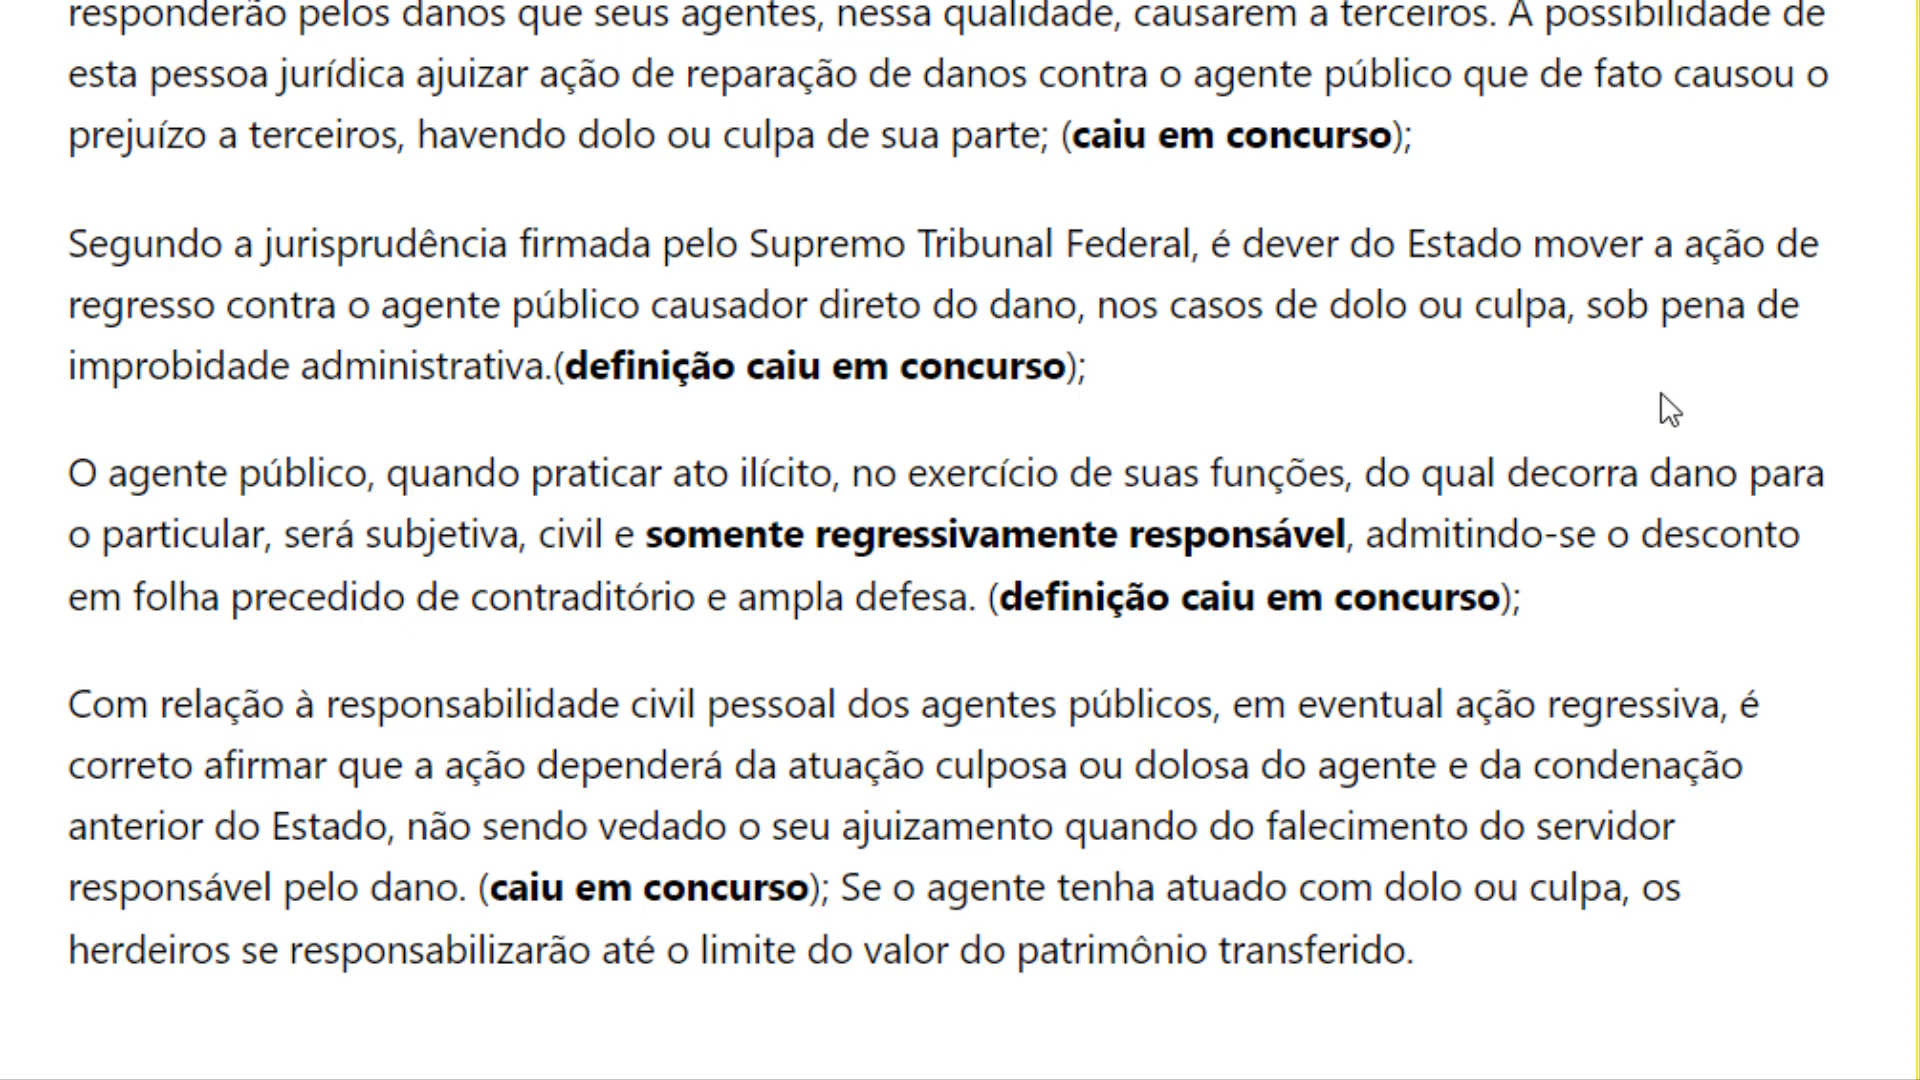 responderão pelos danos que seus agentes, nessa qualidade, causarem a terceiros. A possibilidade de
esta pessoa jurídica ajuizar ação de reparação de danos contra o agente público que de fato causou o
prejuízo a terceiros, havendo dolo ou culpa de sua parte; (caiu em concurso);
Segundo a jurisprudência firmada pelo Supremo Tribunal Federal, é dever do Estado mover a ação de
regresso contra o agente público causador direto do dano, nos casos de dolo ou culpa, sob pena de
improbidade administrativa.(definição caiu em concurso);
O agente público, quando praticar ato ilícito, no exercício de suas funções, do qual decorra dano para
o particular, será subjetiva, civil e somente regressivamente responsável, admitindo-se o desconto
em folha precedido de contraditório e ampla defesa. (definição caiu em concurso);
Com relação à responsabilidade civil pessoal dos agentes públicos, em eventual ação regressiva, é
correto afirmar que a ação dependerá da atuação culposa ou dolosa do agente e da condenação
anterior do Estado, não sendo vedado o seu ajuizamento quando do falecimento do servidor
responsável pelo dano. (caiu em concurso); Se o agente tenha atuado com dolo ou culpa, os
herdeiros se responsabilizarão até o limite do valor do patrimônio transferido.